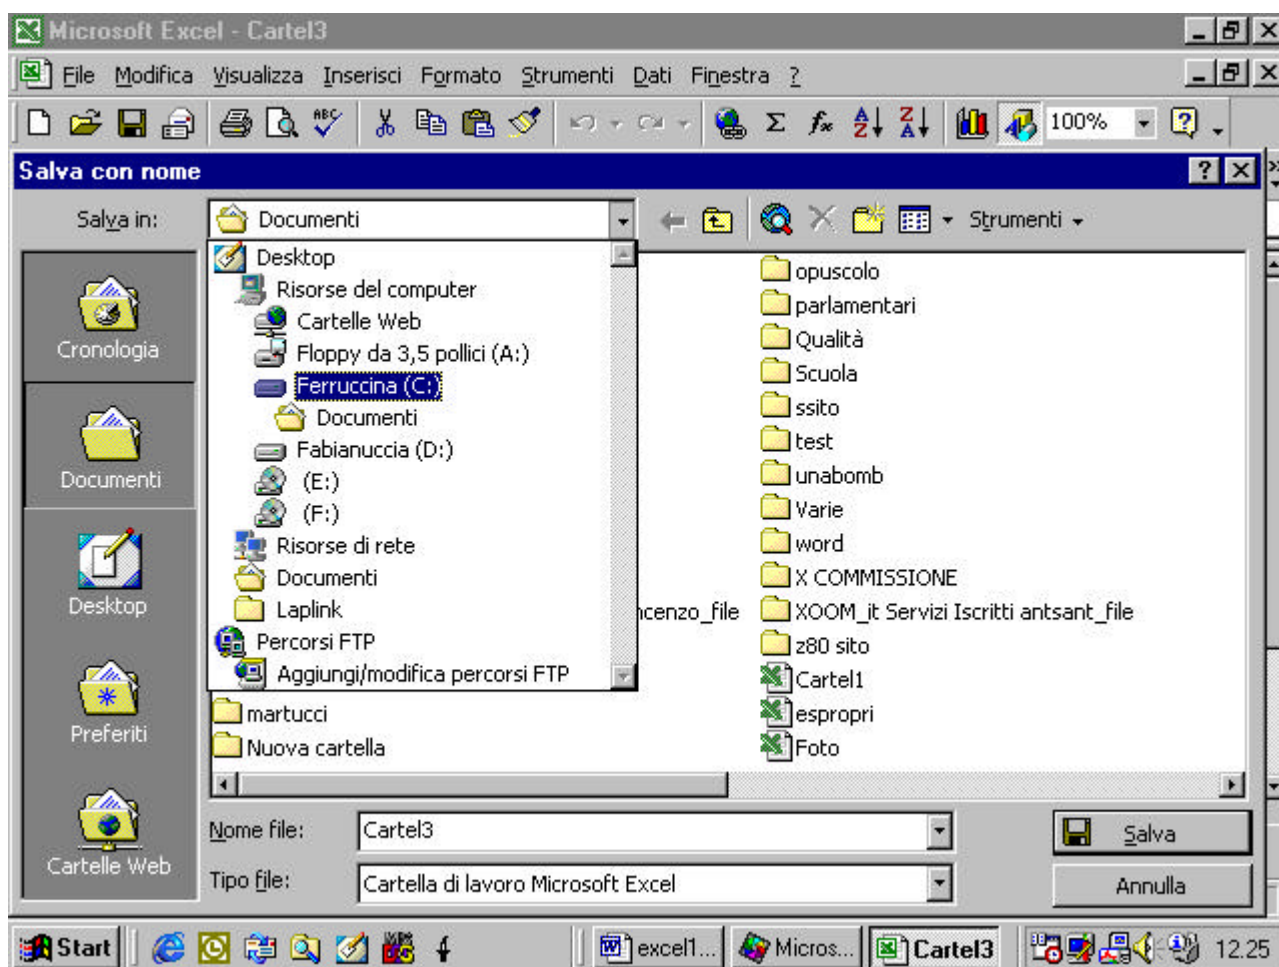 Microsoft Excel - Cartel3
File Modifica Visualizza Inserisci Formato Strumenti Dati Finestra ?
ABC Σ fx A Z Z A 100% ?
Salva con nome
Salva in: Documenti Strumenti
Cronologia
Documenti
Desktop
Preferiti
Cartelle Web
Desktop
Risorse del computer
Cartelle Web
Floppy da 3,5 pollici (A:)
Ferruccina (C:)
Documenti
Fabianuccia (D:)
(E:)
(F:)
Risorse di rete
Documenti
Laplink
Percorsi FTP
Aggiungi/modifica percorsi FTP
martucci
Nuova cartella
ncenzo_file
opuscolo
parlamentari
Qualità
Scuola
ssito
test
unabomb
Varie
word
X COMMISSIONE
XOOM_it Servizi Iscritti antsant_file
z80 sito
Cartel1
espropri
Foto
Nome file: Cartel3
Salva
Tipo file: Cartella di lavoro Microsoft Excel
Annulla
Start excel1... Micros... Cartel3 12.25